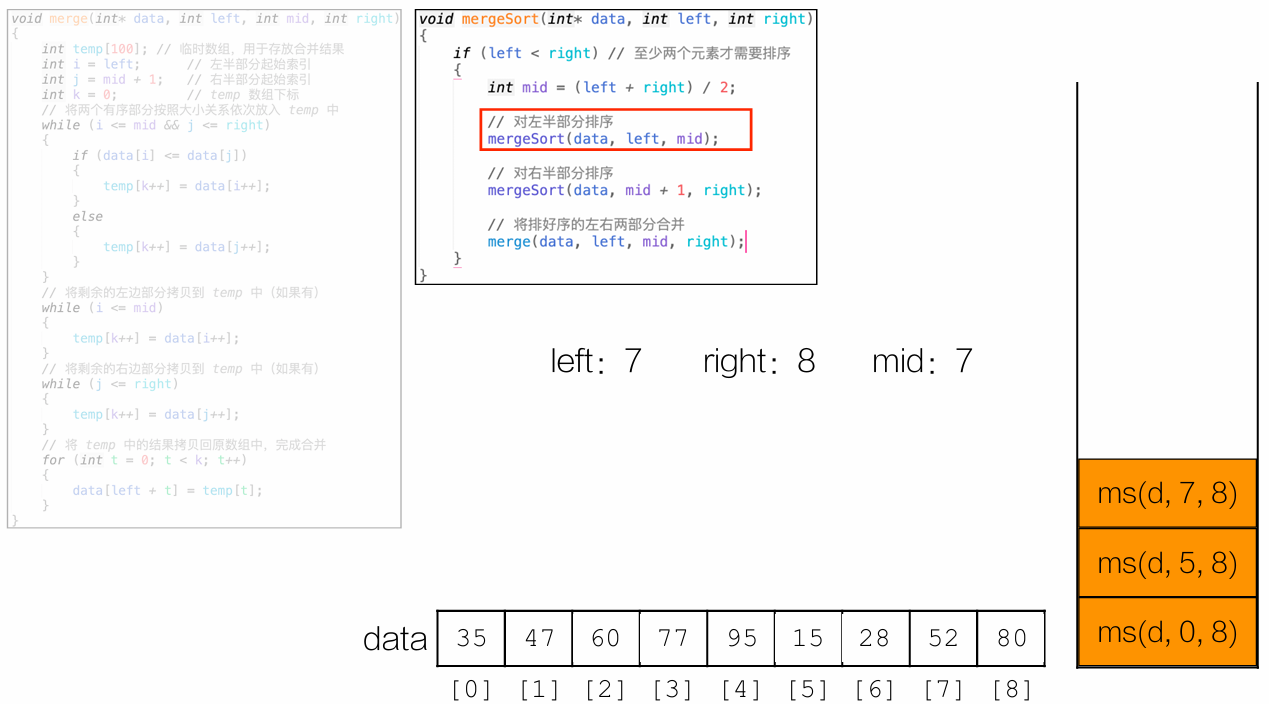 void merge(int* data, int left, int mid, int right)
{
    int temp[100]; // 临时数组，用于存放合并结果
    int i = left;      // 左半部分起始索引
    int j = mid + 1;   // 右半部分起始索引
    int k = 0;         // temp 数组下标
    // 将两个有序部分按照大小关系依次放入 temp 中
    while (i <= mid && j <= right)
    {
        if (data[i] <= data[j])
        {
            temp[k++] = data[i++];
        }
        else
        {
            temp[k++] = data[j++];
        }
    }
    // 将剩余的左边部分拷贝到 temp 中（如果有）
    while (i <= mid)
    {
        temp[k++] = data[i++];
    }
    // 将剩余的右边部分拷贝到 temp 中（如果有）
    while (j <= right)
    {
        temp[k++] = data[j++];
    }
    // 将 temp 中的结果拷贝回原数组中，完成合并
    for (int t = 0; t < k; t++)
    {
        data[left + t] = temp[t];
    }
}
void mergeSort(int* data, int left, int right)
{
    if (left < right) // 至少两个元素才需要排序
    {
        int mid = (left + right) / 2;
        // 对左半部分排序
        mergeSort(data, left, mid);
        // 对右半部分排序
        mergeSort(data, mid + 1, right);
        // 将排好序的左右两部分合并
        merge(data, left, mid, right);
    }
}
left：7 right：8 mid：7
ms(d, 7, 8)
ms(d, 5, 8)
ms(d, 0, 8)
data 35 47 60 77 95 15 28 52 80
[0] [1] [2] [3] [4] [5] [6] [7] [8]